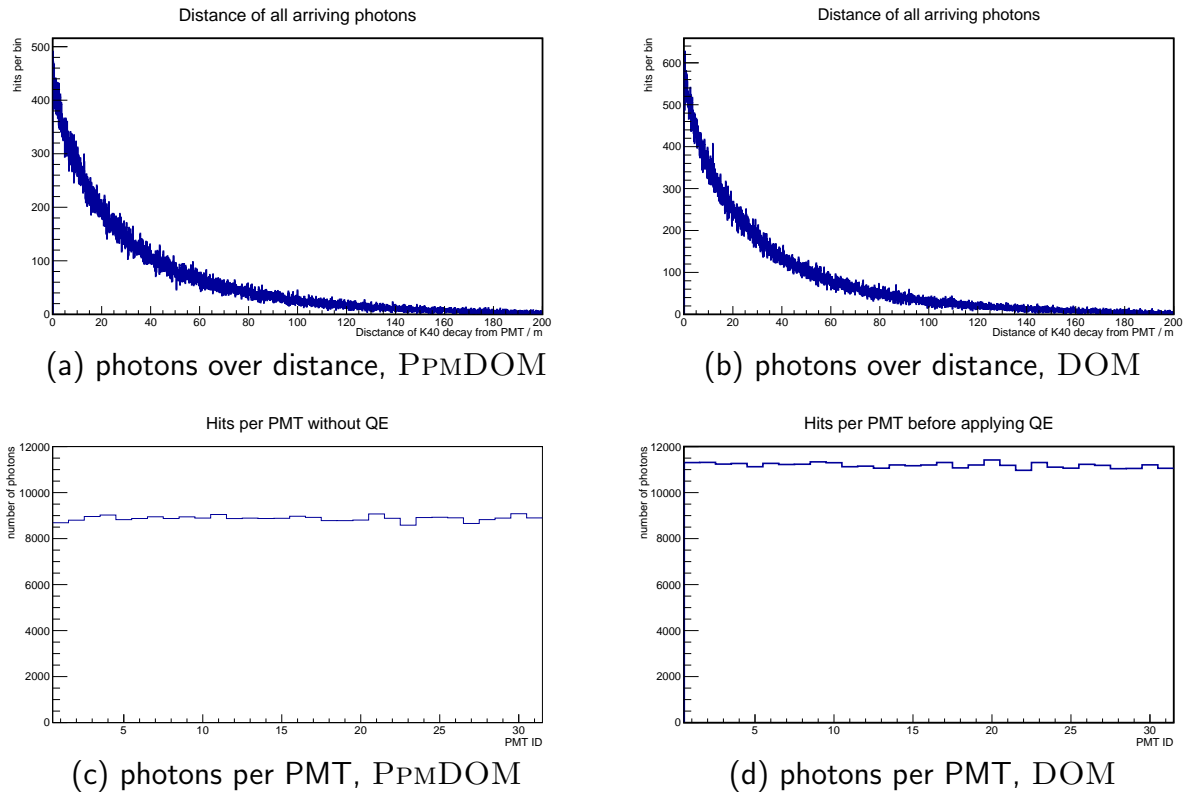 Distance of all arriving photons
hits per bin
500
400
300
200
100
0
0 20 40 60 80 100 120 140 160 180 200
Disctance of K40 decay from PMT / m
(a) photons over distance, PPMDOM
Distance of all arriving photons
hits per bin
600
500
400
300
200
100
0
0 20 40 60 80 100 120 140 160 180 200
Distance of K40 decay from PMT / m
(b) photons over distance, DOM
Hits per PMT without QE
number of photons
12000
10000
8000
6000
4000
2000
0
5 10 15 20 25 30
PMT ID
(c) photons per PMT, PPMDOM
Hits per PMT before applying QE
number of photons
12000
10000
8000
6000
4000
2000
0
5 10 15 20 25 30
PMT ID
(d) photons per PMT, DOM